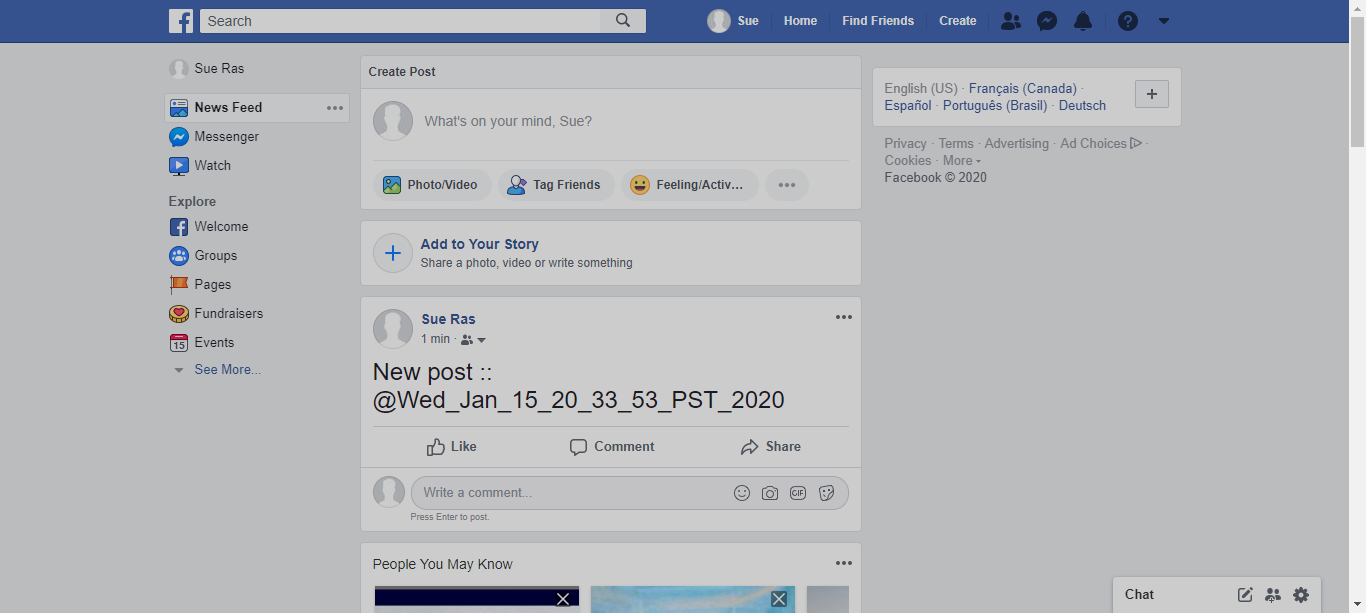 Search
Sue
Home
Find Friends
Create
Sue Ras
News Feed
Messenger
Watch
Explore
Welcome
Groups
Pages
Fundraisers
15
Events
See More...
Create Post
What's on your mind, Sue?
Photo/Video
Tag Friends
Feeling/Activ...
Add to Your Story
Share a photo, video or write something
Sue Ras
1 min ·
New post ::
@Wed_Jan_15_20_33_53_PST_2020
Like
Comment
Share
Write a comment...
GIF
Press Enter to post.
People You May Know
English (US) · Français (Canada) ·
Español · Português (Brasil) · Deutsch
Privacy · Terms · Advertising · Ad Choices ·
Cookies · More
Facebook © 2020
Chat